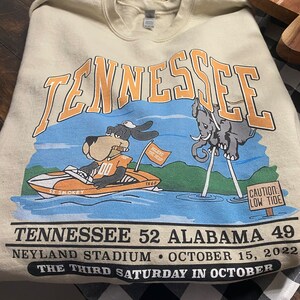 TENNESSEE
CAUTION
LOW TIDE
TENNESSEE 52 ALABAMA 49
NEYLAND STADIUM • OCTOBER 15, 2022
THE THIRD SATURDAY IN OCTOBER